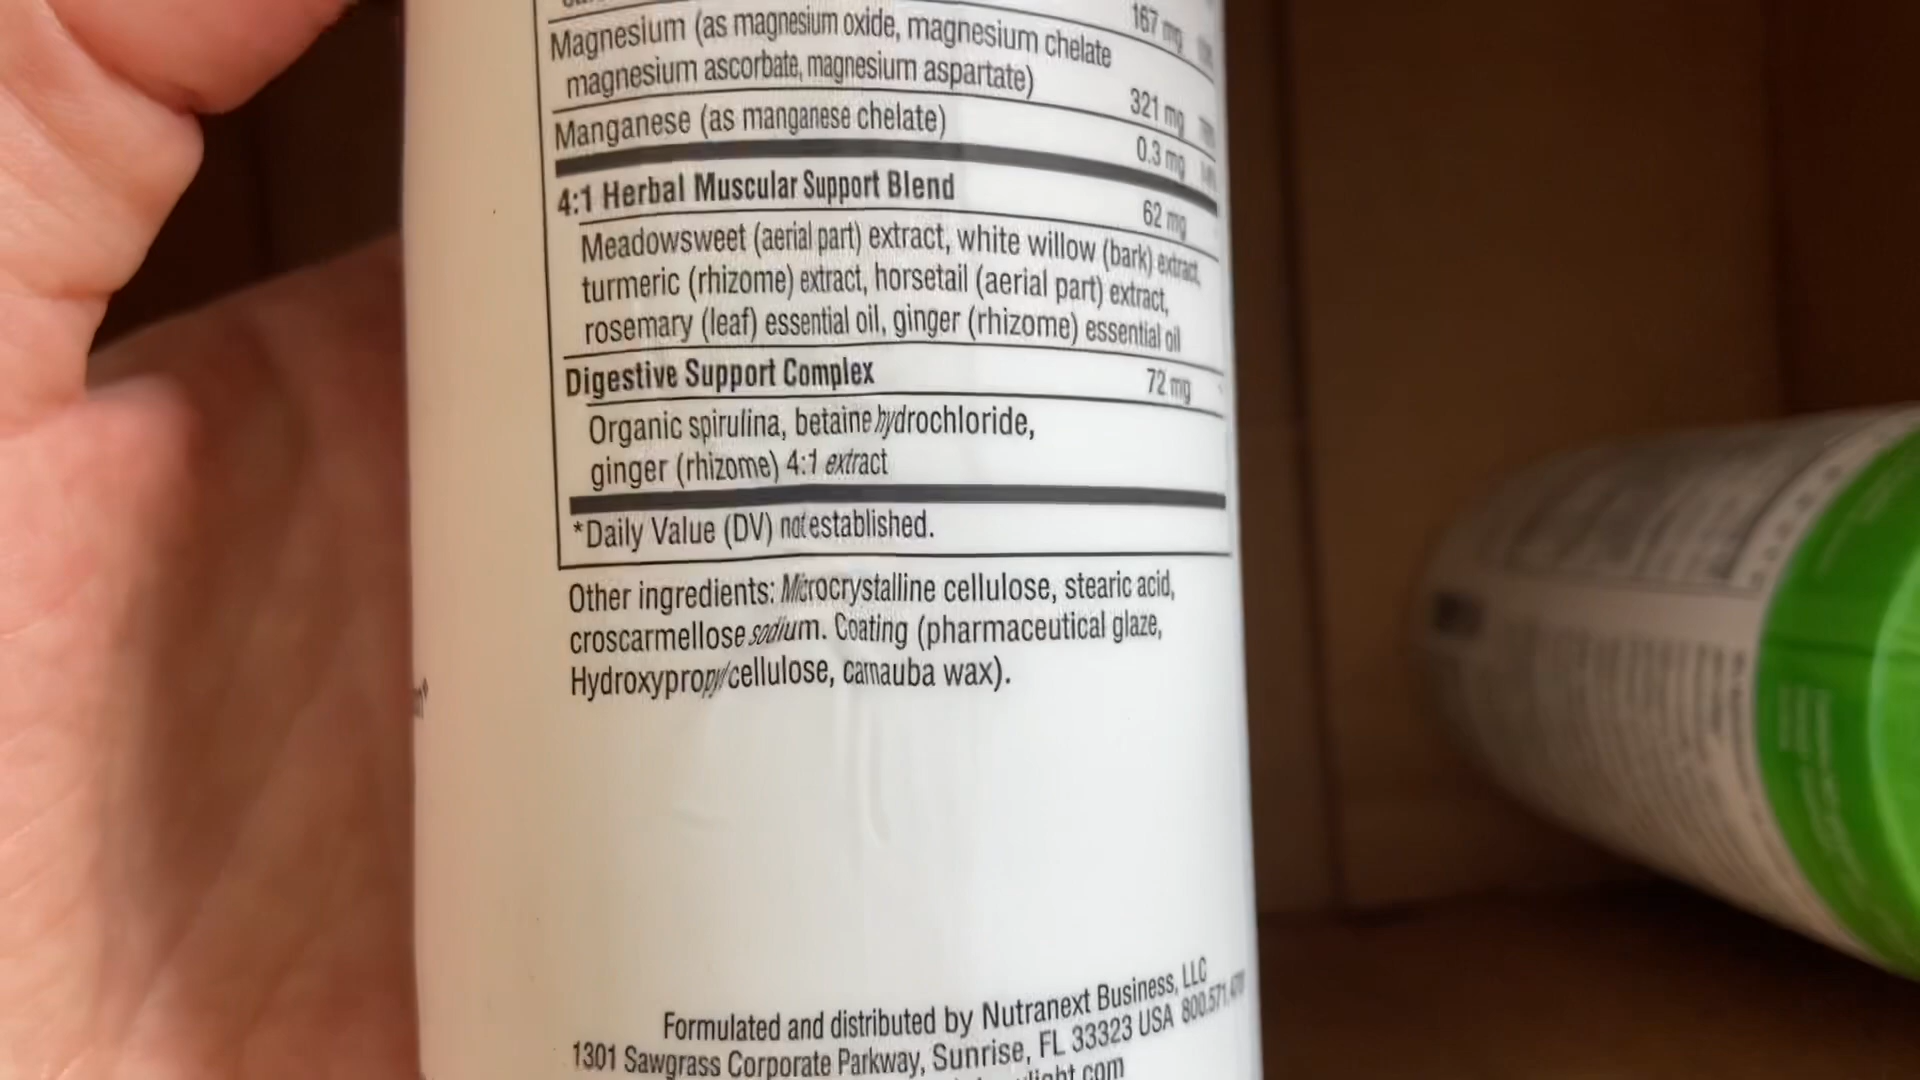 167 mg
Magnesium (as magnesium oxide, magnesium chelate
magnesium ascorbate, magnesium aspartate) 321 mg
Manganese (as manganese chelate) 0.3 mg
4:1 Herbal Muscular Support Blend 62 mg
Meadowsweet (aerial part) extract, white willow (bark) extract,
turmeric (rhizome) extract, horsetail (aerial part) extract,
rosemary (leaf) essential oil, ginger (rhizome) essential oil
Digestive Support Complex 72 mg
Organic spirulina, betaine hydrochloride,
ginger (rhizome) 4:1 extract
*Daily Value (DV) not established.
Other ingredients: Microcrystalline cellulose, stearic acid,
croscarmellose sodium. Coating (pharmaceutical glaze,
Hydroxypropylcellulose, carnauba wax).
Formulated and distributed by Nutranext Business, LLC
1301 Sawgrass Corporate Parkway, Sunrise, FL 33323 USA